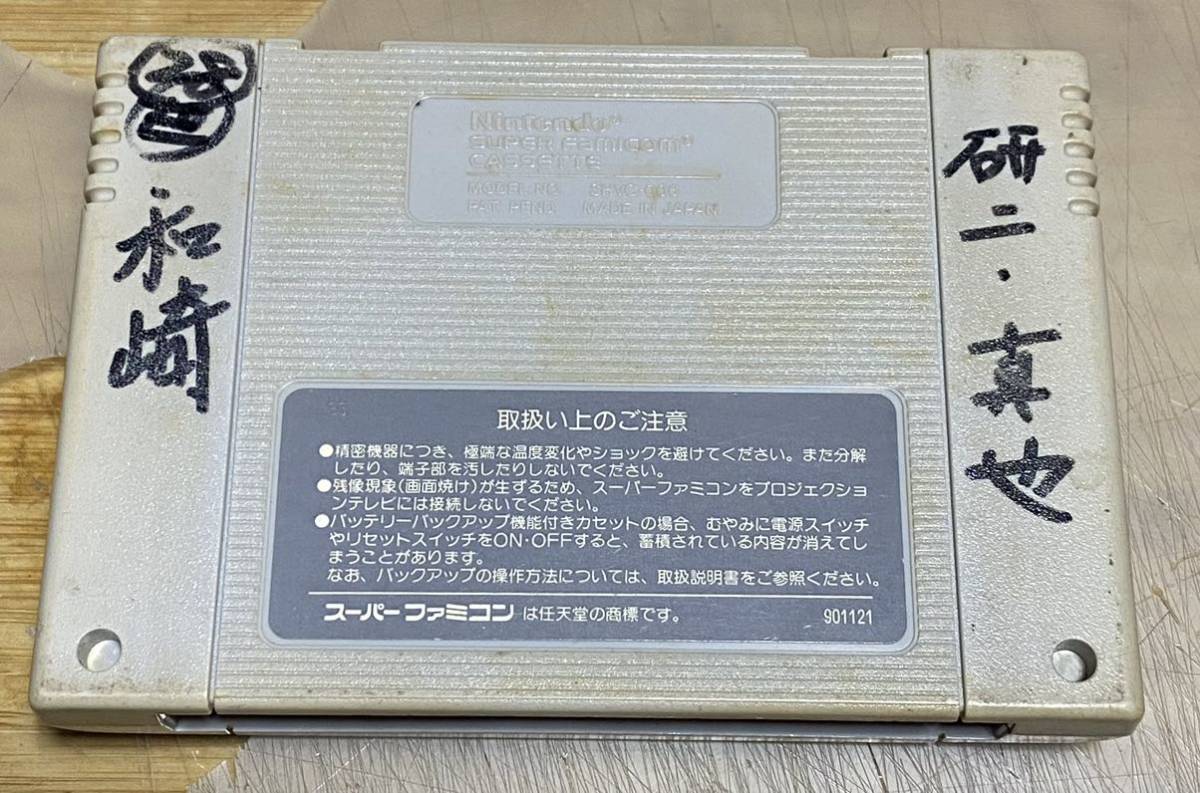 Nintendo®
SUPER FAMICOM®
CASSETTE
MODEL NO. SHVC-006
PAT. PEND. MADE IN JAPAN
和崎
研二・真也
取扱い上のご注意
●精密機器につき、極端な温度変化やショックを避けてください。また分解
したり、端子部を汚したりしないでください。
●残像現象(画面焼け)が生ずるため、スーパーファミコンをプロジェクショ
ンテレビには接続しないでください。
●バッテリーバックアップ機能付きカセットの場合、むやみに電源スイッチ
やリセットスイッチをON・OFFすると、蓄積されている内容が消えてし
まうことがあります。
なお、バックアップの操作方法については、取扱説明書をご参照ください。
スーパーファミコン は任天堂の商標です。 901121